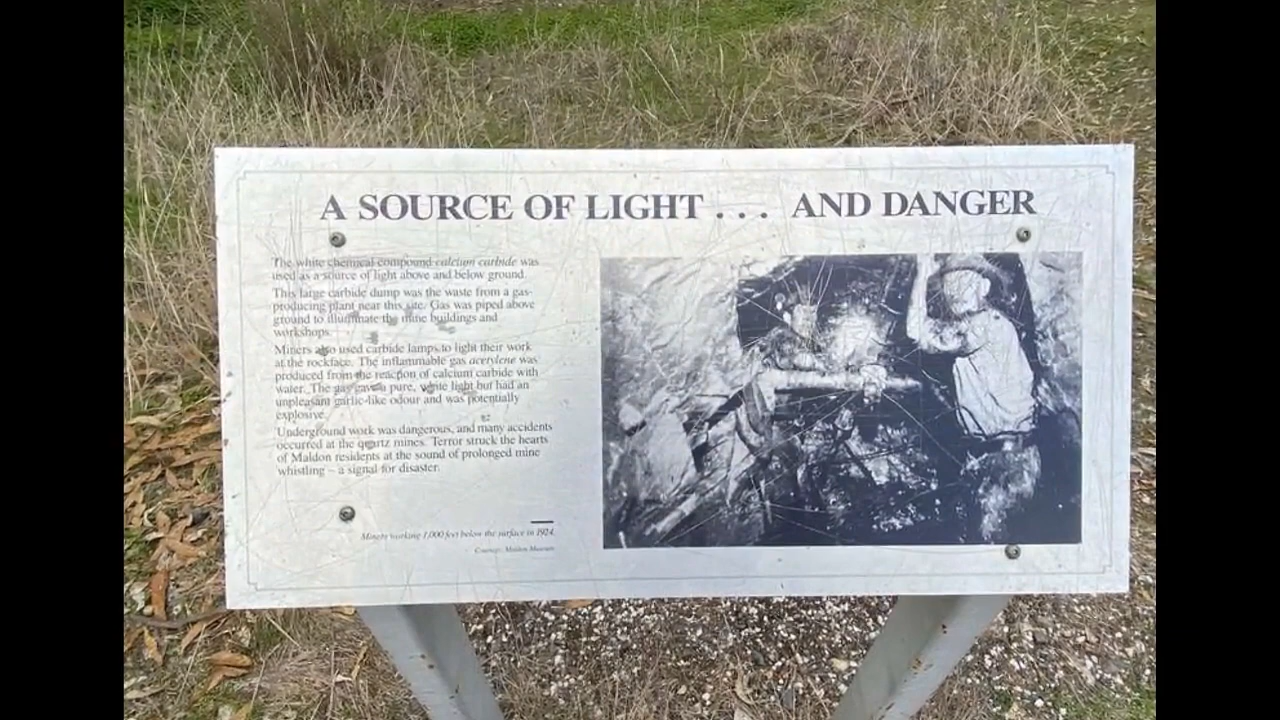 A SOURCE OF LIGHT . . . AND DANGER
The white chemical compound calcium carbide was
used as a source of light above and below ground.
This large carbide dump was the waste from a gas-
producing plant near this site. Gas was piped above
ground to illuminate the mine buildings and
workshops.
Miners also used carbide lamps to light their work
at the rockface. The inflammable gas acetylene was
produced from the reaction of calcium carbide with
water. The gas gave a pure, white light but had an
unpleasant garlic-like odour and was potentially
explosive.
Underground work was dangerous, and many accidents
occurred at the quartz mines. Terror struck the hearts
of Maldon residents at the sound of prolonged mine
whistling – a signal for disaster.
Miners working 1,000 feet below the surface in 1924.
Courtesy: Maldon Museum